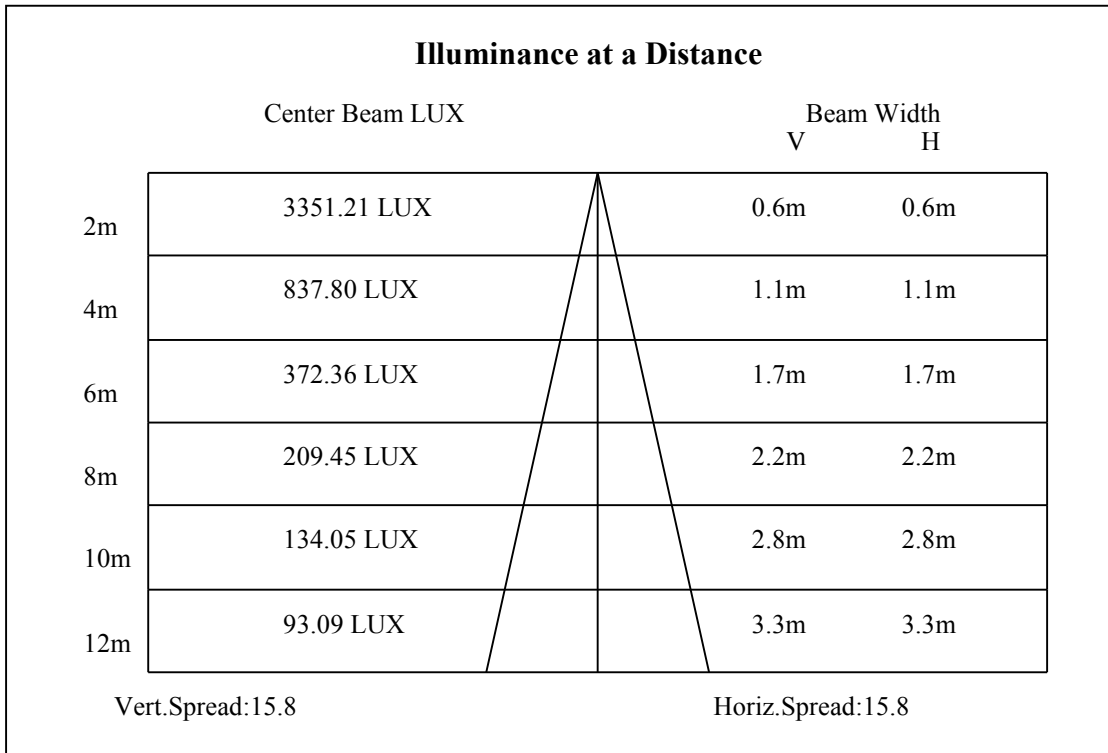 Illuminance at a Distance
Center Beam LUX Beam Width
V H
2m 3351.21 LUX 0.6m 0.6m
4m 837.80 LUX 1.1m 1.1m
6m 372.36 LUX 1.7m 1.7m
8m 209.45 LUX 2.2m 2.2m
10m 134.05 LUX 2.8m 2.8m
12m 93.09 LUX 3.3m 3.3m
Vert.Spread:15.8 Horiz.Spread:15.8